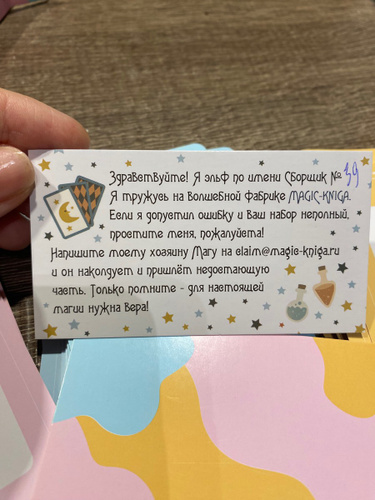 Здравствуйте! Я эльф по имени Сборщик № 39
Я тружусь на Волшебной Фабрике MAGIC-KNIGA.
Если я допустил ошибку и Ваш набор неполный,
простите меня, пожалуйста!
Напишите моему хозяину Магу на elaim@magic-kniga.ru
и он наколдует и пришлёт недостающую
часть. Только помните - для настоящей
магии нужна Вера!